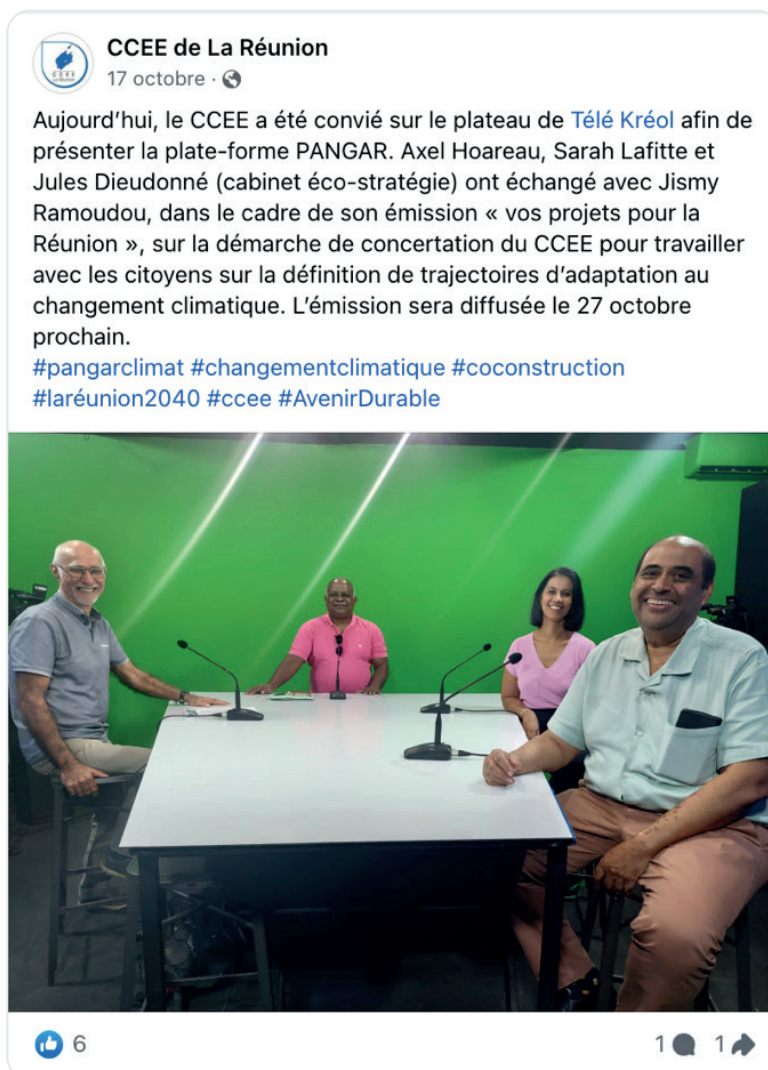 CCEE de La Réunion
17 octobre ·
Aujourd'hui, le CCEE a été convié sur le plateau de Télé Kréol afin de
présenter la plate-forme PANGAR. Axel Hoareau, Sarah Lafitte et
Jules Dieudonné (cabinet éco-stratégie) ont échangé avec Jismy
Ramoudou, dans le cadre de son émission « vos projets pour la
Réunion », sur la démarche de concertation du CCEE pour travailler
avec les citoyens sur la définition de trajectoires d'adaptation au
changement climatique. L'émission sera diffusée le 27 octobre
prochain.
#pangarclimat #changementclimatique #coconstruction
#laréunion2040 #ccee #AvenirDurable
6
1 1